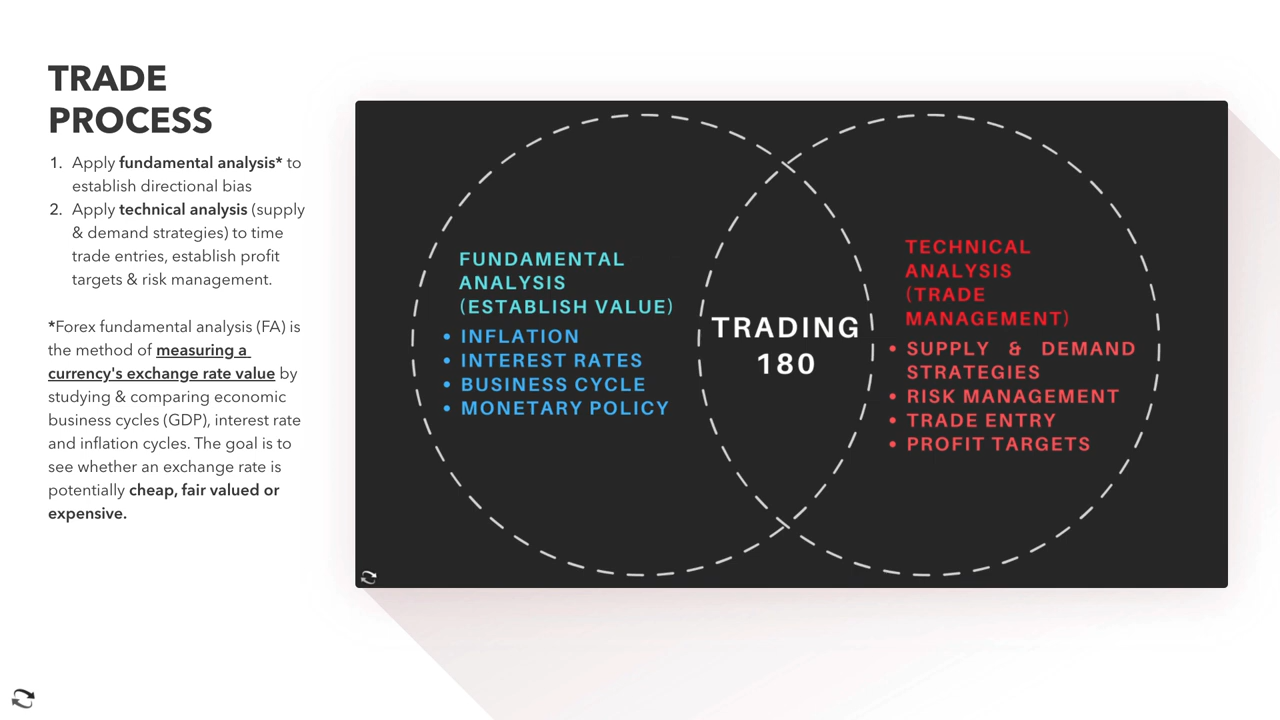 TRADE
PROCESS
1. Apply fundamental analysis* to
establish directional bias
2. Apply technical analysis (supply
& demand strategies) to time
trade entries, establish profit
targets & risk management.
*Forex fundamental analysis (FA) is
the method of measuring a
currency's exchange rate value by
studying & comparing economic
business cycles (GDP), interest rate
and inflation cycles. The goal is to
see whether an exchange rate is
potentially cheap, fair valued or
expensive.
FUNDAMENTAL
ANALYSIS
(ESTABLISH VALUE)
• INFLATION
• INTEREST RATES
• BUSINESS CYCLE
• MONETARY POLICY
TRADING
180
TECHNICAL
ANALYSIS
(TRADE
MANAGEMENT)
• SUPPLY & DEMAND
STRATEGIES
• RISK MANAGEMENT
• TRADE ENTRY
• PROFIT TARGETS